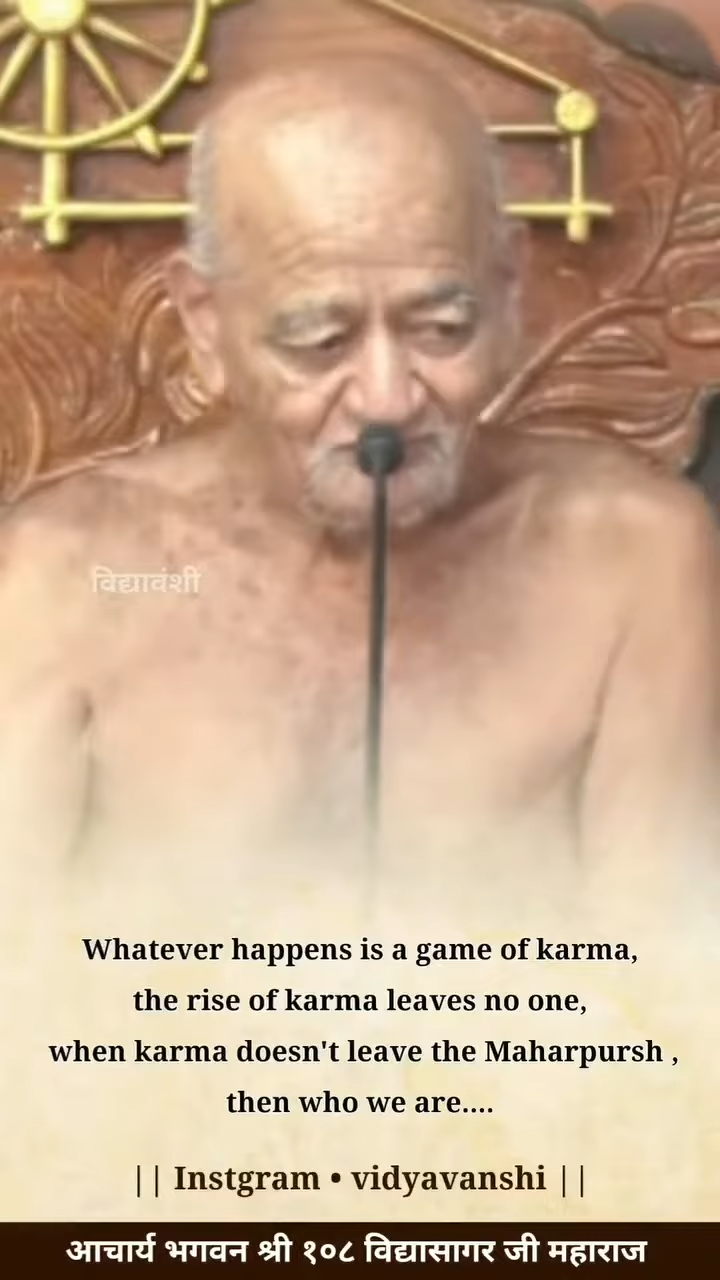 विद्यावंशी
Whatever happens is a game of karma,
the rise of karma leaves no one,
when karma doesn't leave the Maharpursh ,
then who we are....
|| Instgram • vidyavanshi ||
आचार्य भगवन श्री १०८ विद्यासागर जी महाराज